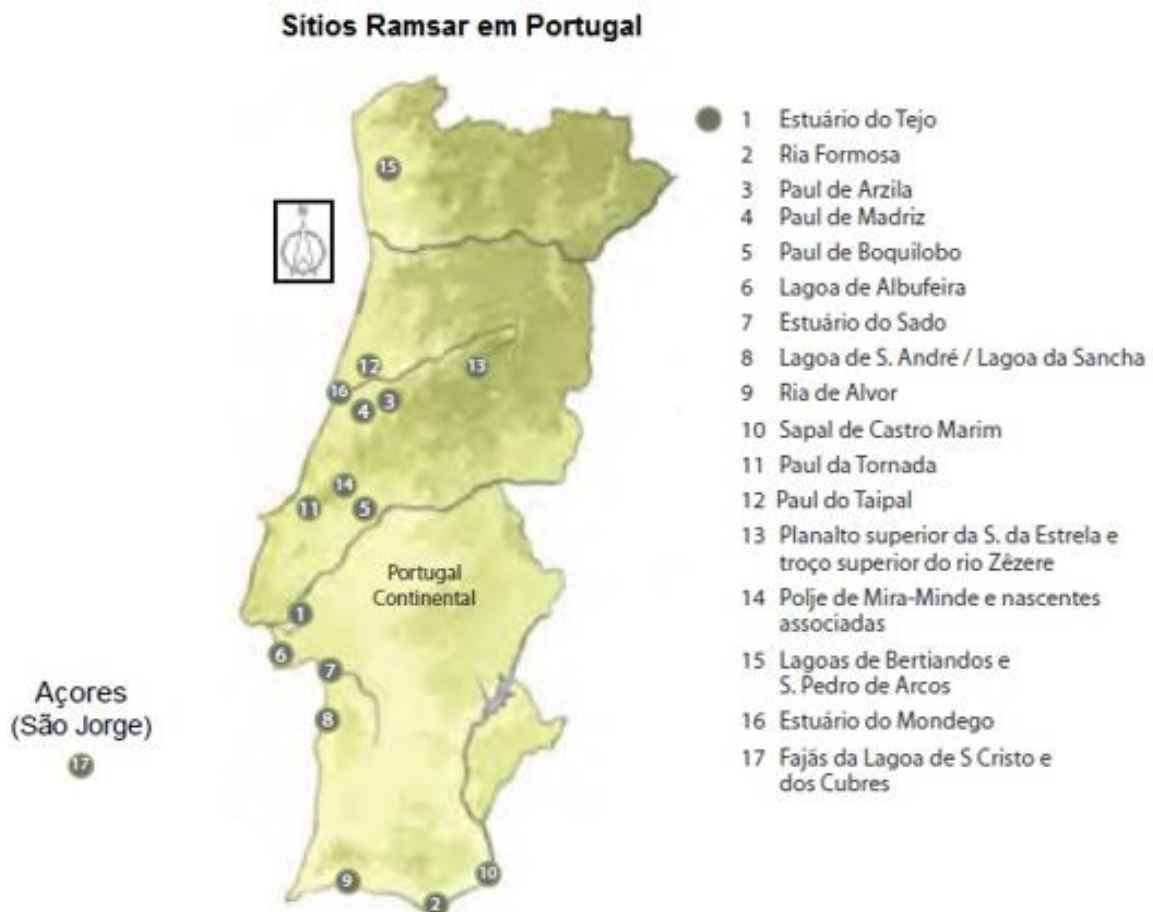 Sítios Ramsar em Portugal
1 Estuário do Tejo
2 Ria Formosa
3 Paul de Arzila
4 Paul de Madriz
5 Paul de Boquilobo
6 Lagoa de Albufeira
7 Estuário do Sado
8 Lagoa de S. André / Lagoa da Sancha
9 Ria de Alvor
10 Sapal de Castro Marim
11 Paul da Tornada
12 Paul do Taipal
13 Planalto superior da S. da Estrela e
troço superior do rio Zêzere
14 Polje de Mira-Minde e nascentes
associadas
15 Lagoas de Bertiandos e
S. Pedro de Arcos
16 Estuário do Mondego
17 Fajãs da Lagoa de S Cristo e
dos Cubres
N
15
12
13
16
3
4
14
11
5
Portugal
Continental
1
6
7
8
Açores
(São Jorge)
17
9
10
2